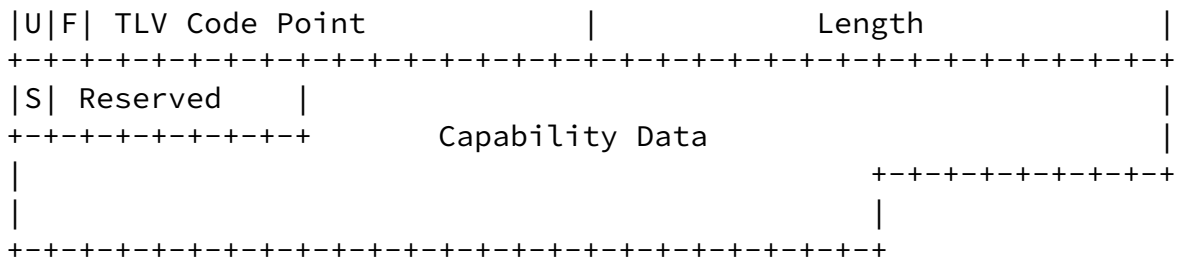 |U|F| TLV Code Point            |            Length             |
+-+-+-+-+-+-+-+-+-+-+-+-+-+-+-+-+-+-+-+-+-+-+-+-+-+-+-+-+-+-+-+-+
|S| Reserved    |                                               |
+-+-+-+-+-+-+-+-+       Capability Data                         |
|                                               +-+-+-+-+-+-+-+-+
|                                               |
+-+-+-+-+-+-+-+-+-+-+-+-+-+-+-+-+-+-+-+-+-+-+-+-+